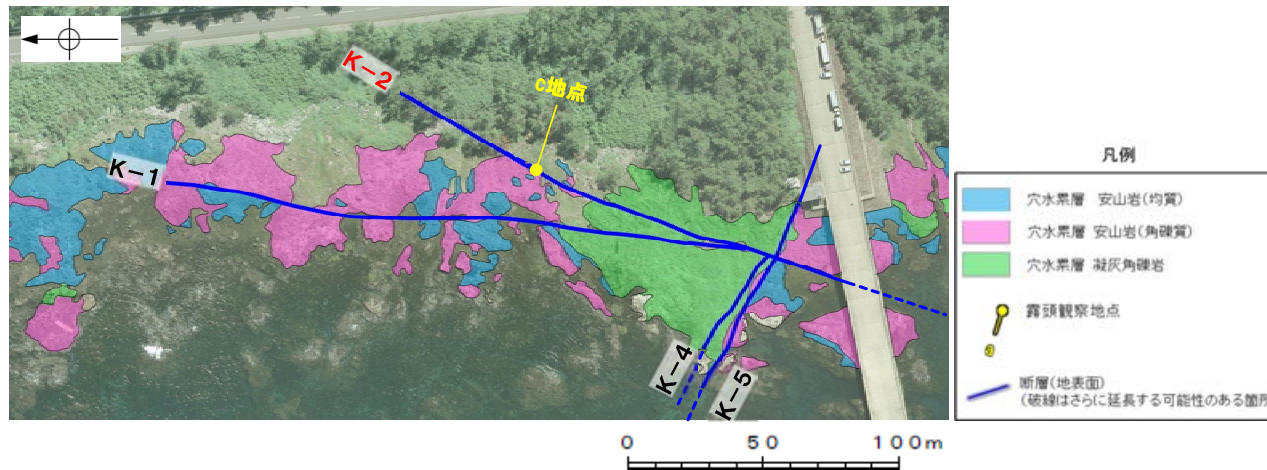 K-2
c地点
K-1
K-4
K-5
凡例
穴水累層 安山岩(均質)
穴水累層 安山岩(角礫質)
穴水累層 凝灰角礫岩
露頭観察地点
断層(地表面)
(破線はさらに延長する可能性のある箇所
0 50 100m